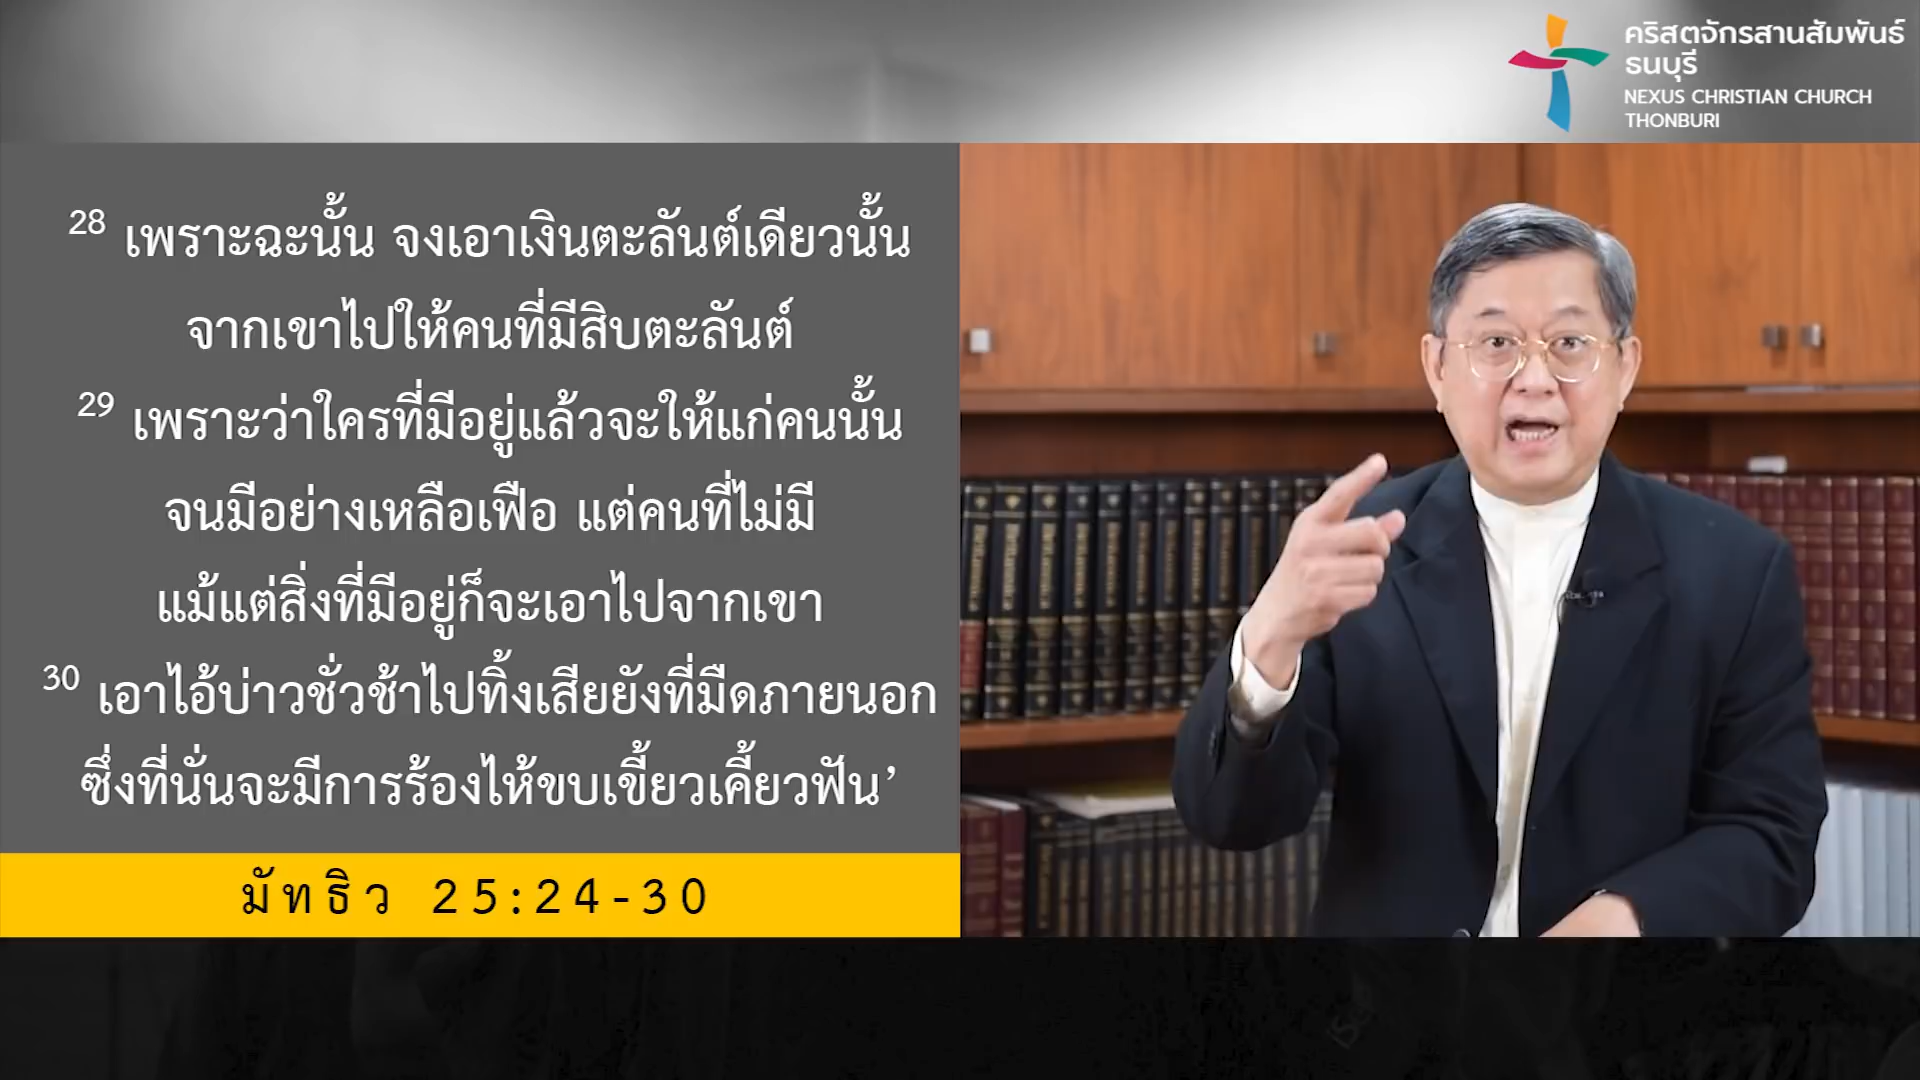 คริสตจักรสานสัมพันธ์
ธนบุรี
NEXUS CHRISTIAN CHURCH
THONBURI
28 เพราะฉะนั้น จงเอาเงินตะลันต์เดียวนั้น
จากเขาไปให้คนที่มีสิบตะลันต์
29 เพราะว่าใครที่มีอยู่แล้วจะให้แก่คนนั้น
จนมีอย่างเหลือเฟือ แต่คนที่ไม่มี
แม้แต่สิ่งที่มีอยู่ก็จะเอาไปจากเขา
30 เอาไอ้บ่าวชั่วช้าไปทิ้งเสียยังที่มืดภายนอก
ซึ่งที่นั่นจะมีการร้องไห้ขบเขี้ยวเคี้ยวฟัน’
มัทธิว 25:24-30